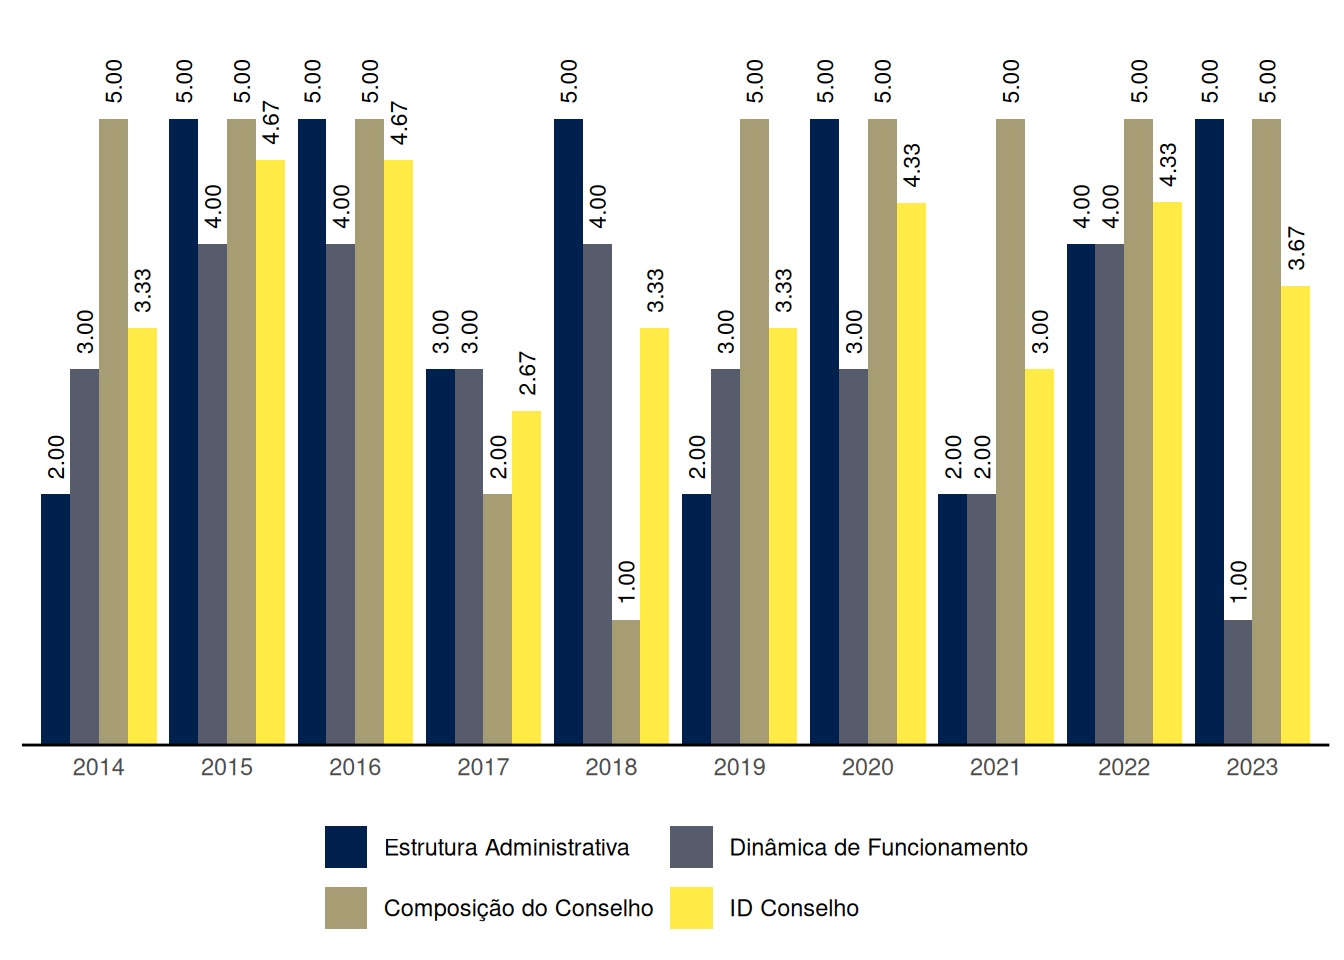 2.00 3.00 5.00 3.33 5.00 4.00 5.00 4.67 5.00 4.00 5.00 4.67 3.00 3.00 2.00 2.67 5.00 4.00 1.00 3.33 2.00 3.00 5.00 3.33 5.00 3.00 5.00 4.33 2.00 2.00 5.00 3.00 4.00 4.00 5.00 4.33 5.00 1.00 5.00 3.67
2014 2015 2016 2017 2018 2019 2020 2021 2022 2023
Estrutura Administrativa Dinâmica de Funcionamento
Composição do Conselho ID Conselho